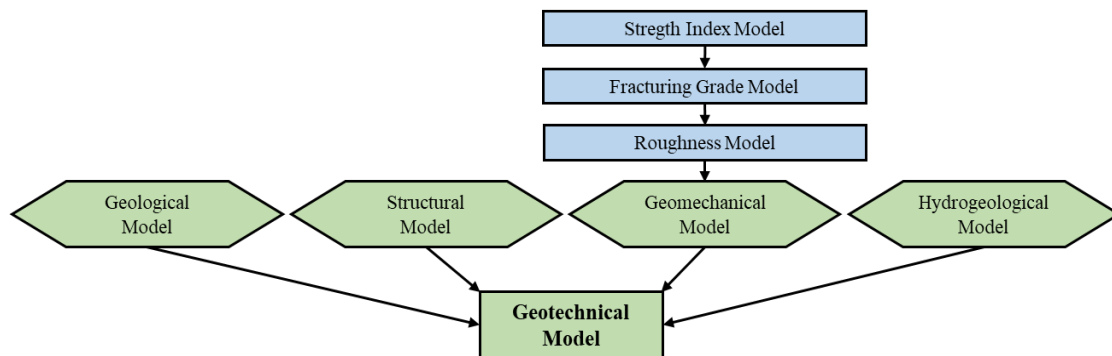 Stregth Index Model
Fracturing Grade Model
Roughness Model
Geological
Model
Structural
Model
Geomechanical
Model
Hydrogeological
Model
Geotechnical
Model